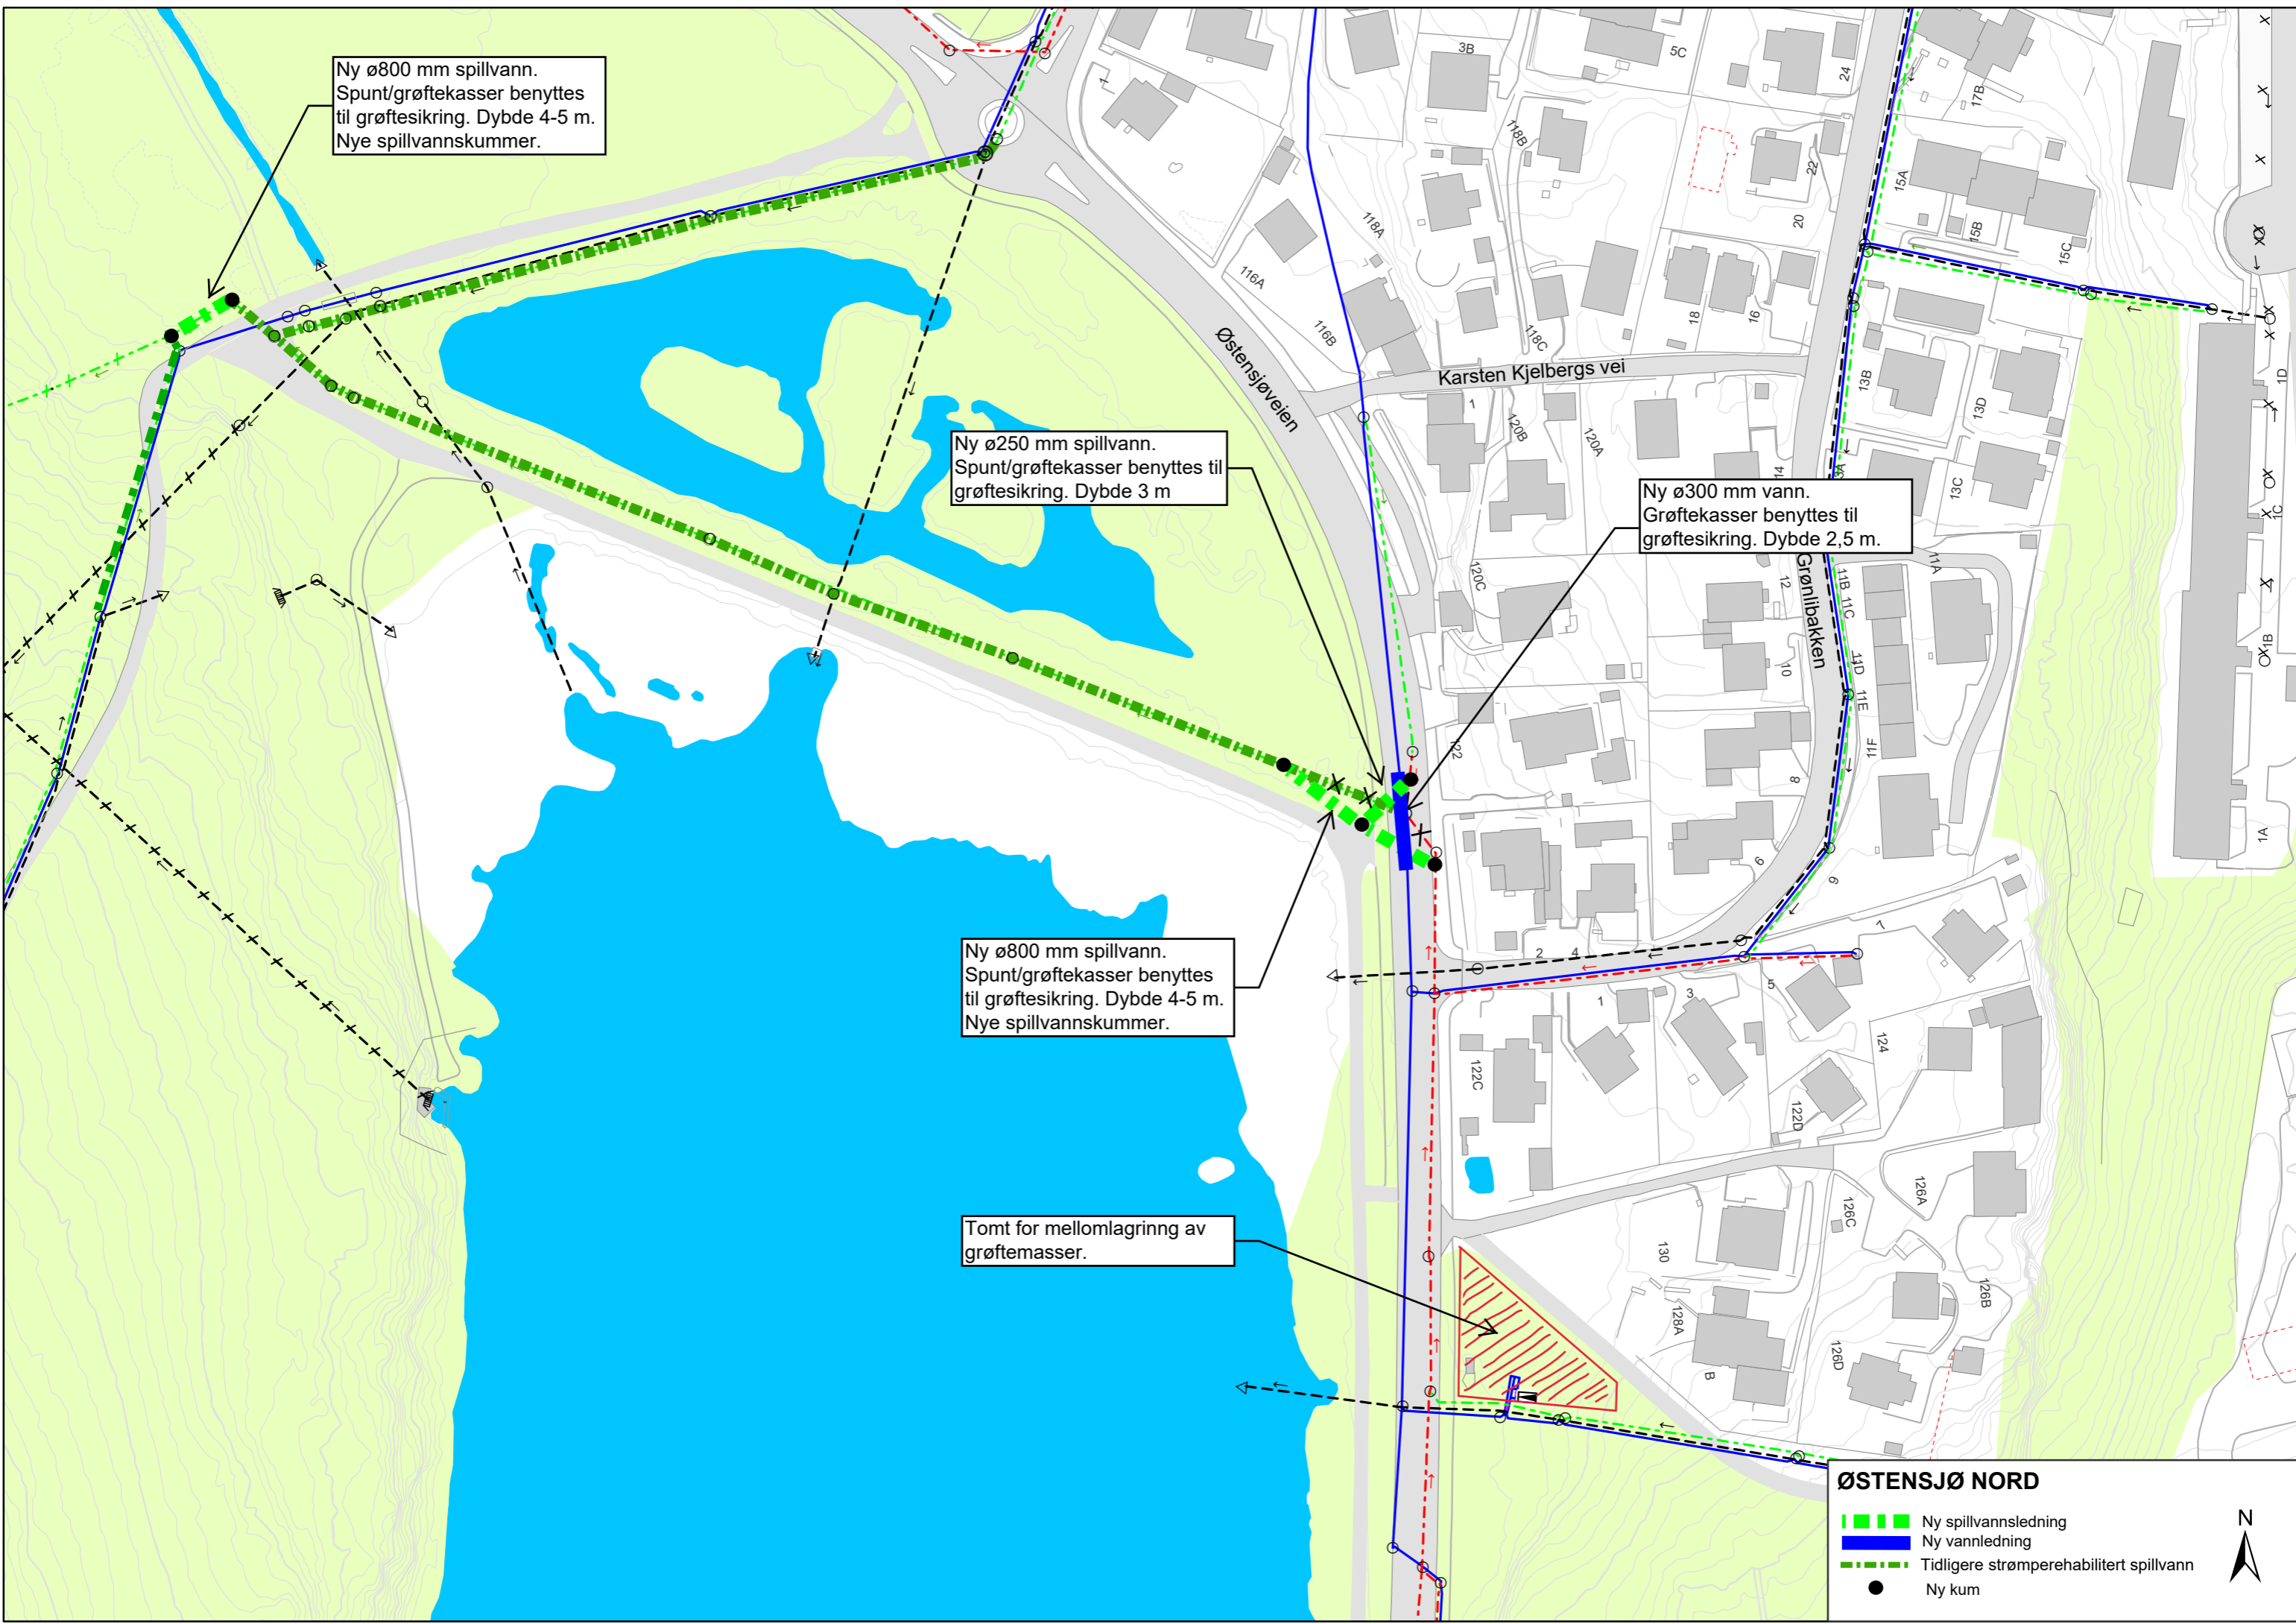 Ny ø800 mm spillvann.
Spunt/grøftekasser benyttes
til grøftesikring. Dybde 4-5 m.
Nye spillvannskummer.
1
3B
5C
24
17B
118B
22
15A
118A
20
15B
15C
116A
18
16
116B
118C
Østensjøveien
Karsten Kjelbergs vei
13B
1D
1
120B
120A
13D
14
3A
13C
1C
Ny ø250 mm spillvann.
Spunt/grøftekasser benyttes til
grøftesikring. Dybde 3 m
Ny ø300 mm vann.
Grøftekasser benyttes til
grøftesikring. Dybde 2,5 m.
120C
12
Grønlibakken
11B
11C
11A
10
11D
11E
1B
122
11F
8
1A
6
9
Ny ø800 mm spillvann.
Spunt/grøftekasser benyttes
til grøftesikring. Dybde 4-5 m.
Nye spillvannskummer.
2
4
7
1
3
5
122C
124
122D
126A
126C
Tomt for mellomlagrinng av
grøftemasser.
130
126B
128A
126D
B
ØSTENSJØ NORD
N
Ny spillvannsledning
Ny vannledning
Tidligere strømperehabilitert spillvann
Ny kum